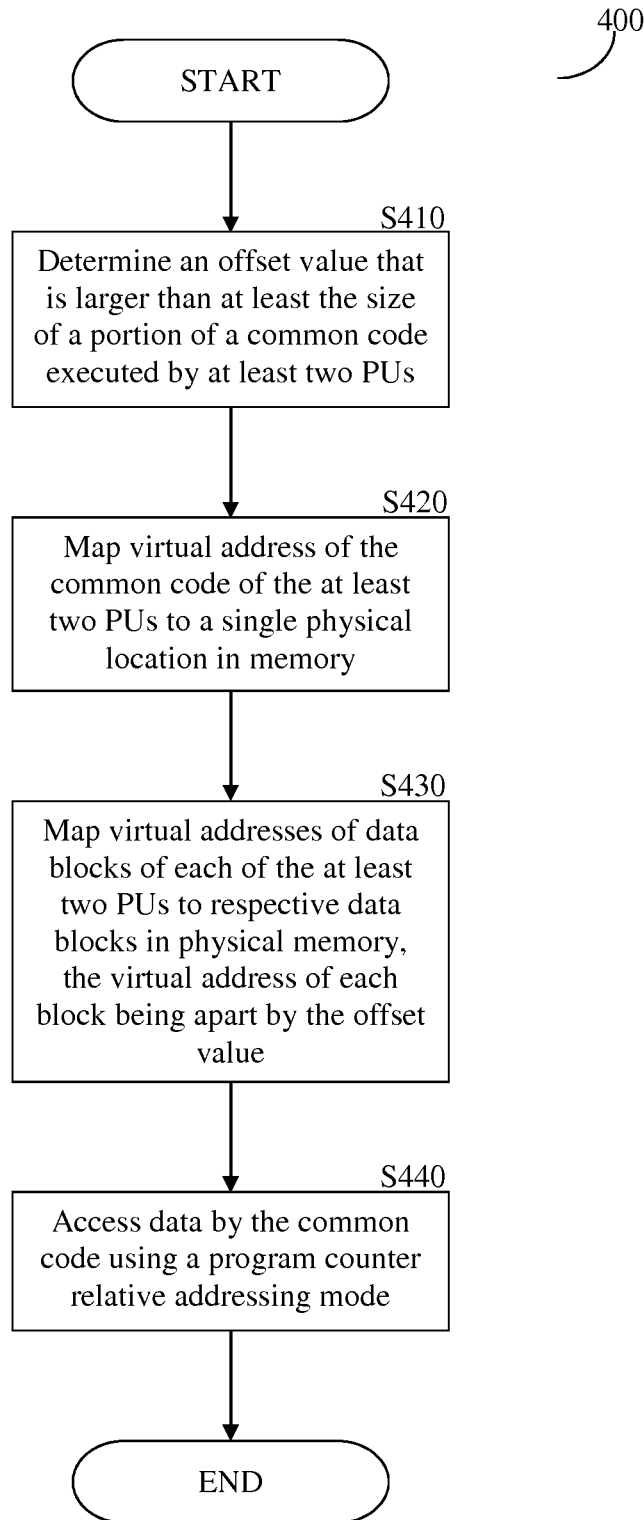 400
START
S410
Determine an offset value that
is larger than at least the size
of a portion of a common code
executed by at least two PUs
S420
Map virtual address of the
common code of the at least
two PUs to a single physical
location in memory
S430
Map virtual addresses of data
blocks of each of the at least
two PUs to respective data
blocks in physical memory,
the virtual address of each
block being apart by the offset
value
S440
Access data by the common
code using a program counter
relative addressing mode
END